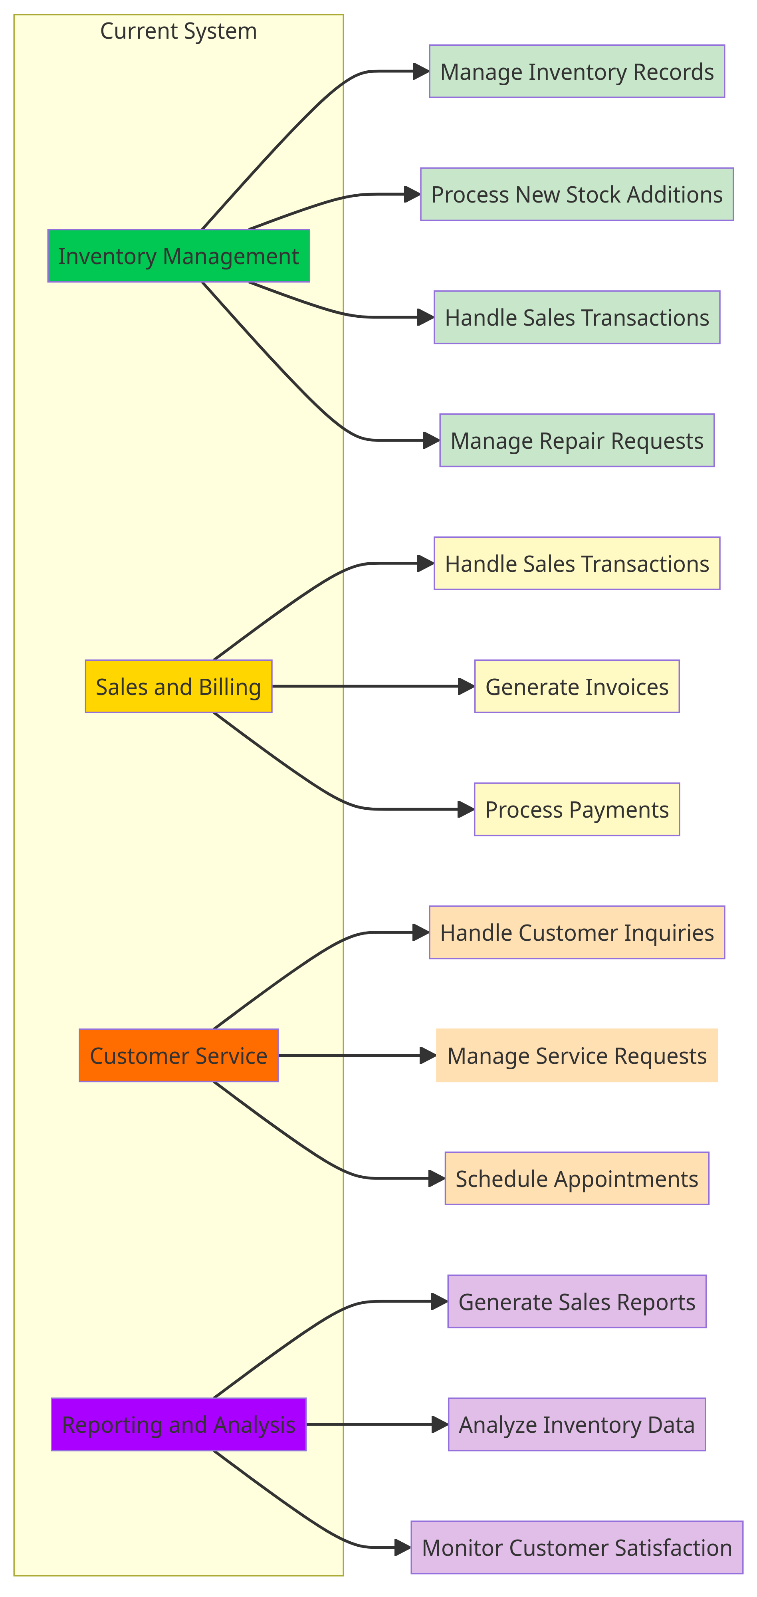 Current System
Manage Inventory Records
Process New Stock Additions
Inventory Management
Handle Sales Transactions
Manage Repair Requests
Handle Sales Transactions
Sales and Billing
Generate Invoices
Process Payments
Handle Customer Inquiries
Customer Service
Manage Service Requests
Schedule Appointments
Generate Sales Reports
Reporting and Analysis
Analyze Inventory Data
Monitor Customer Satisfaction